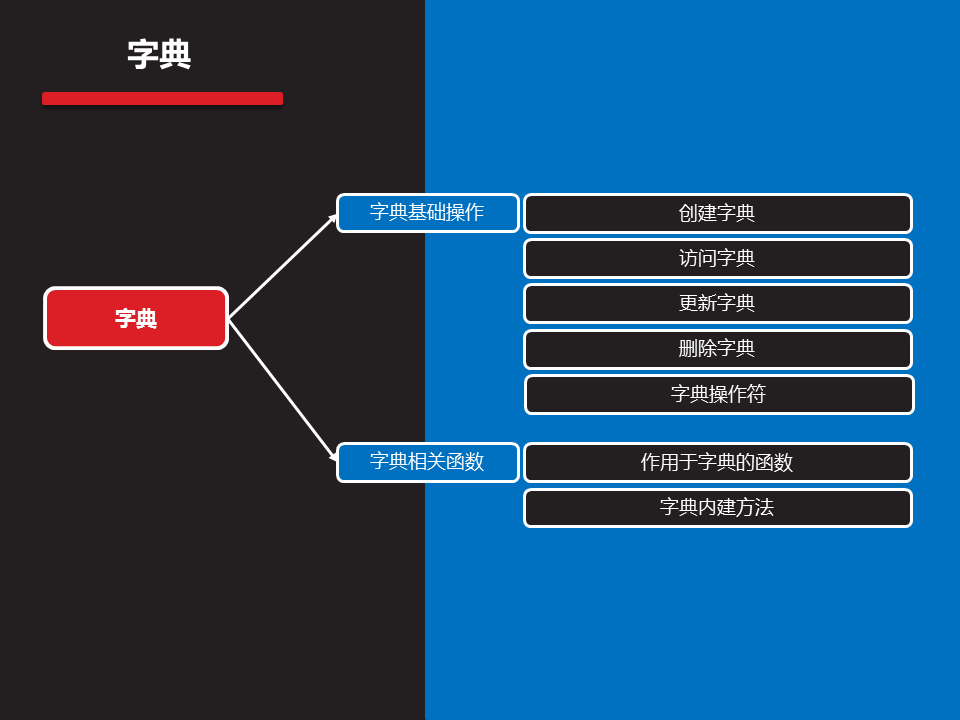 字典
字典
字典基础操作
创建字典
访问字典
更新字典
删除字典
字典操作符
字典相关函数
作用于字典的函数
字典内建方法